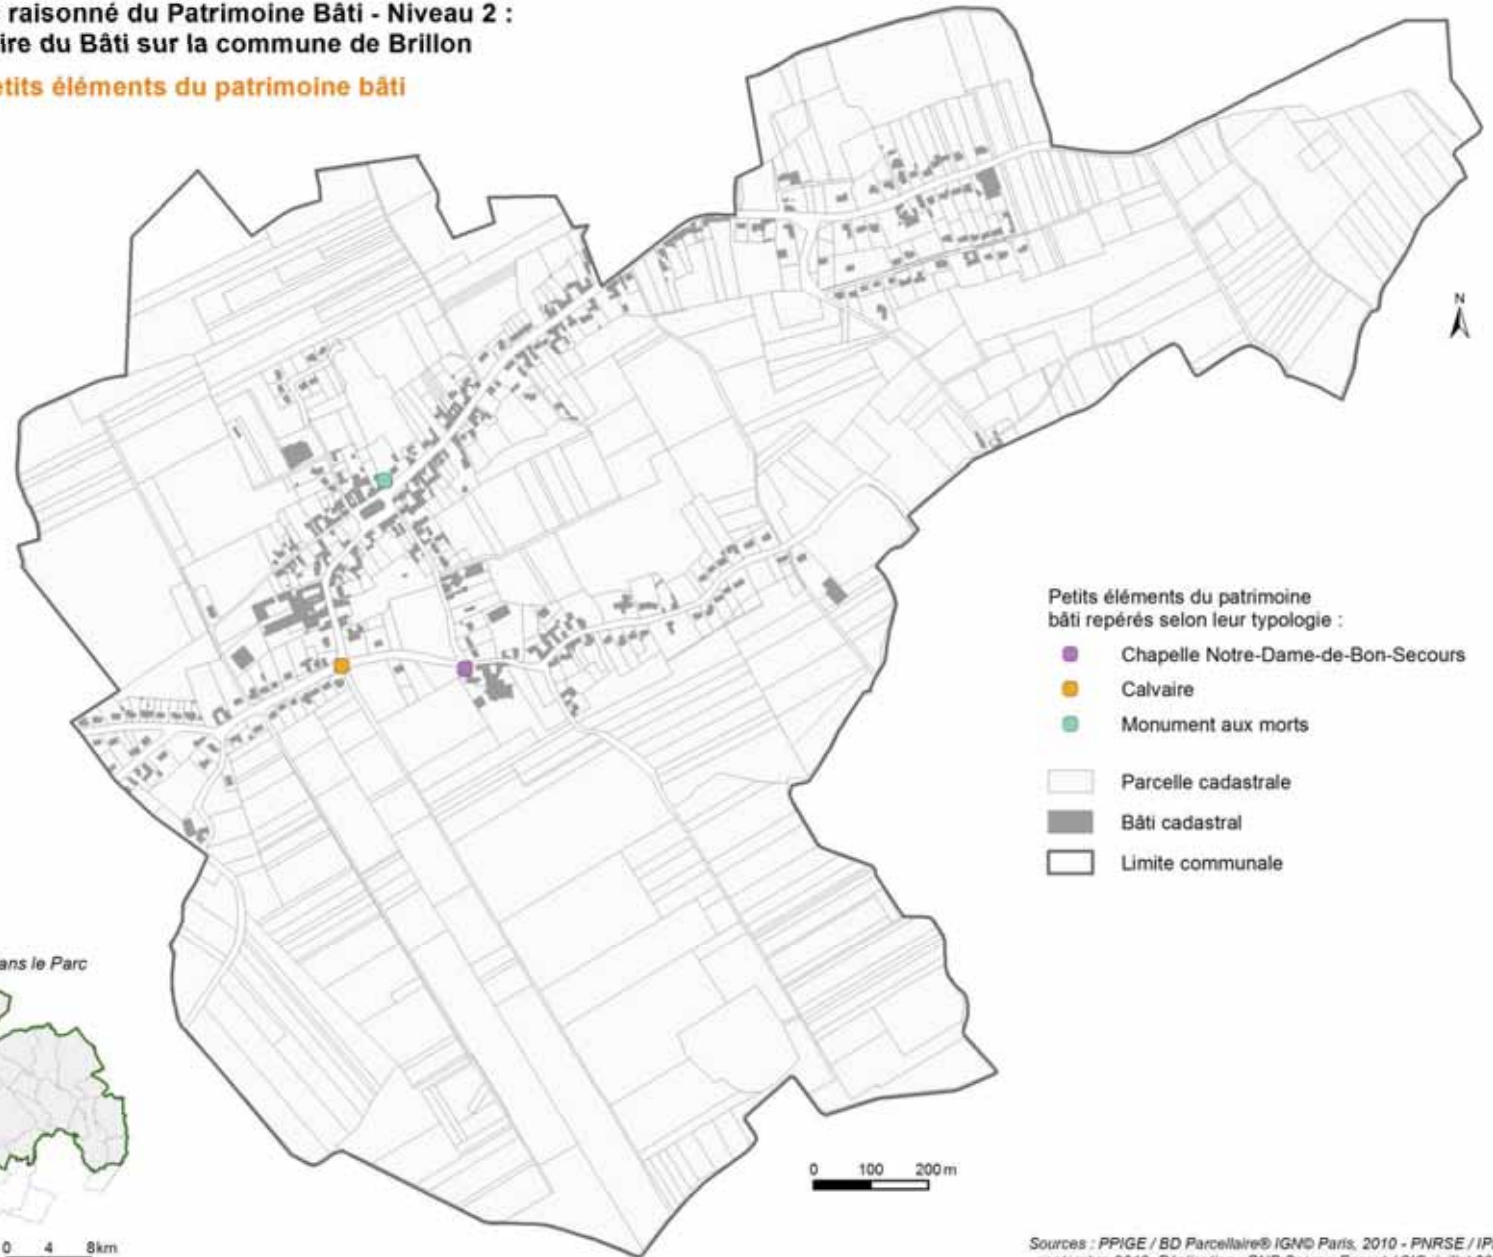 raisonné du Patrimoine Bâti - Niveau 2 :
ire du Bâti sur la commune de Brillon
etits éléments du patrimoine bâti
N
Petits éléments du patrimoine
bâti repérés selon leur typologie :
Chapelle Notre-Dame-de-Bon-Secours
Calvaire
Monument aux morts
Parcelle cadastrale
Bâti cadastral
Limite communale
ans le Parc
0 100 200 m
0 4 8km
Sources : PPIGE / BD Parcellaire® IGN© Paris, 2010 - PNRSE /